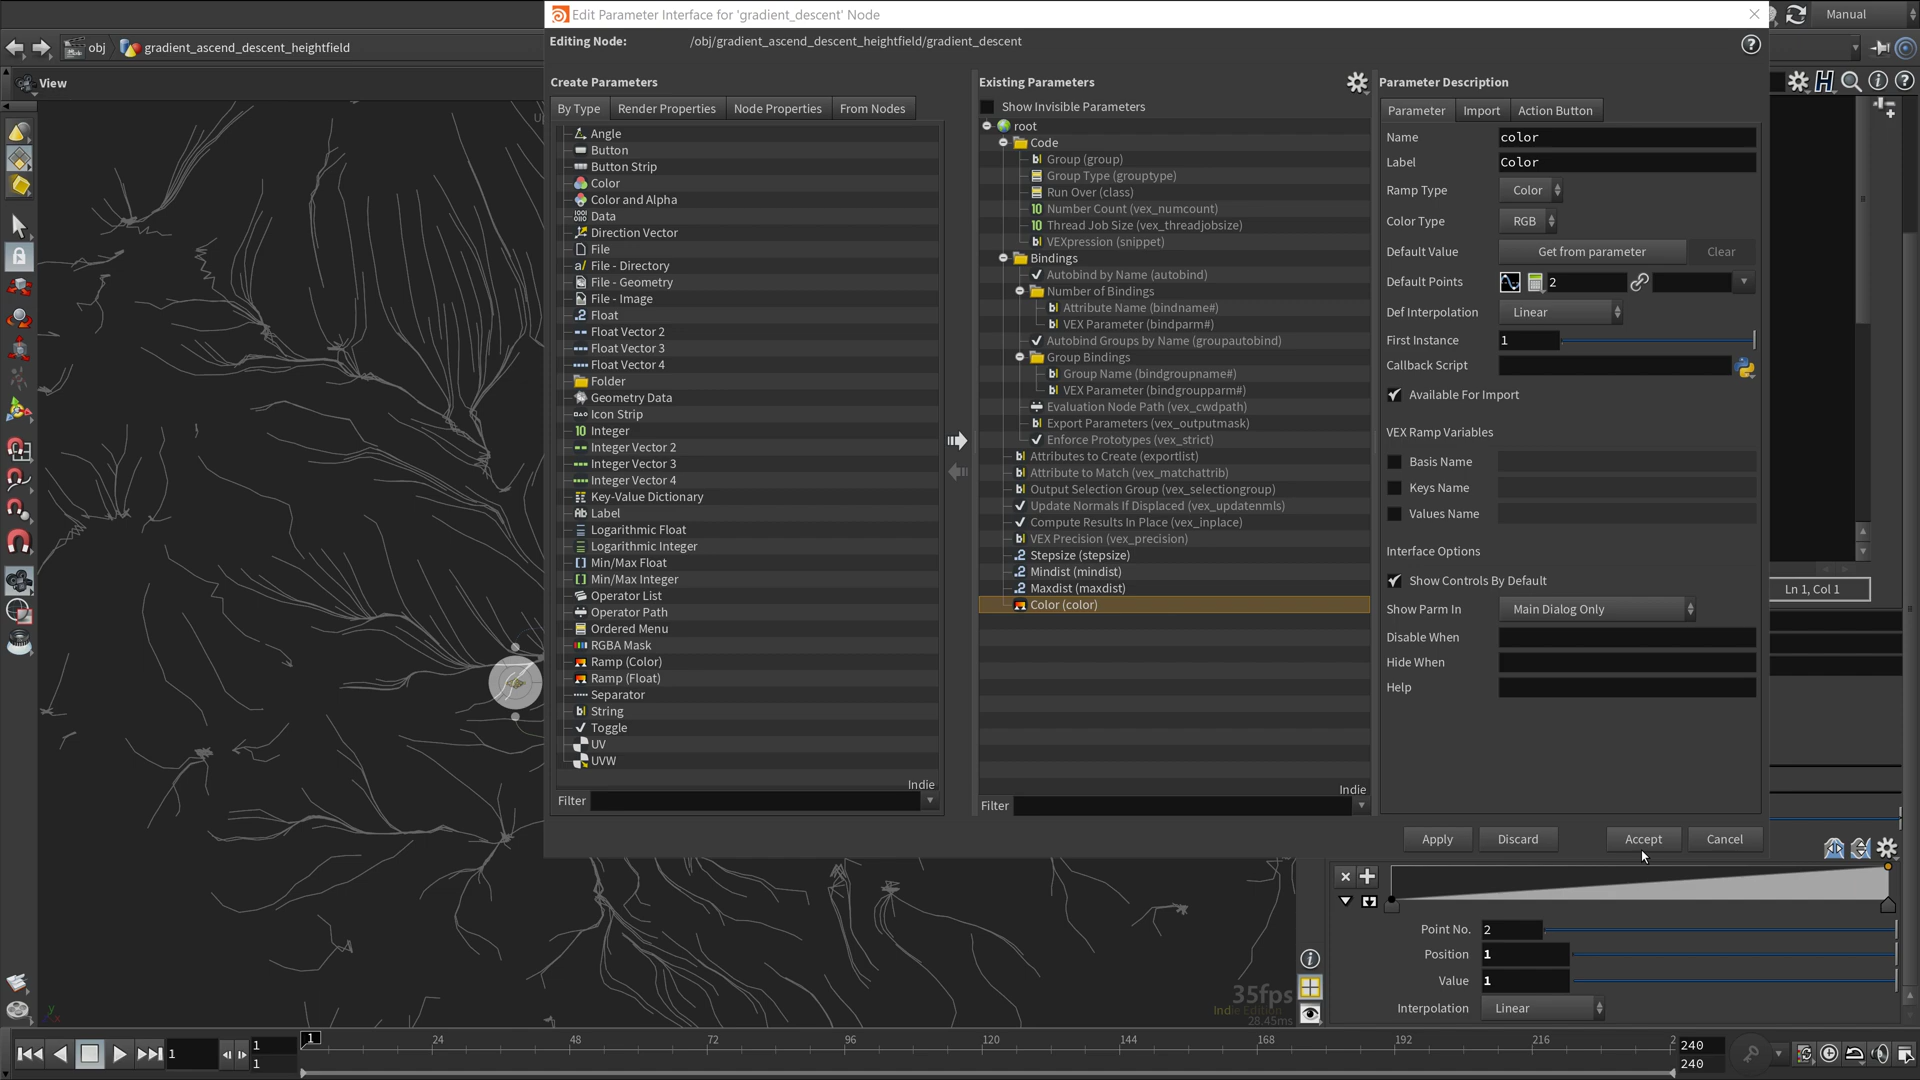 Edit Parameter Interface for 'gradient_descent' Node
Manual
obj
gradient_ascend_descent_heightfield
Editing Node:
/obj/gradient_ascend_descent_heightfield/gradient_descent
View
Create Parameters
By Type
Render Properties
Node Properties
From Nodes
Angle
Button
Button Strip
Color
Color and Alpha
Data
Direction Vector
File
File - Directory
File - Geometry
File - Image
Float
Float Vector 2
Float Vector 3
Float Vector 4
Folder
Geometry Data
Icon Strip
Integer
Integer Vector 2
Integer Vector 3
Integer Vector 4
Key-Value Dictionary
Label
Logarithmic Float
Logarithmic Integer
Min/Max Float
Min/Max Integer
Operator List
Operator Path
Ordered Menu
RGBA Mask
Ramp (Color)
Ramp (Float)
Separator
String
Toggle
UV
UVW
Indie
Filter
Existing Parameters
Show Invisible Parameters
root
Code
Group (group)
Group Type (grouptype)
Run Over (class)
Number Count (vex_numcount)
Thread Job Size (vex_threadjobsize)
VEXpression (snippet)
Bindings
Autobind by Name (autobind)
Number of Bindings
Attribute Name (bindname#)
VEX Parameter (bindparm#)
Autobind Groups by Name (groupautobind)
Group Bindings
Group Name (bindgroupname#)
VEX Parameter (bindgroupparm#)
Evaluation Node Path (vex_cwdpath)
Export Parameters (vex_outputmask)
Enforce Prototypes (vex_strict)
Attributes to Create (exportlist)
Attribute to Match (vex_matchattrib)
Output Selection Group (vex_selectiongroup)
Update Normals If Displaced (vex_updatenmls)
Compute Results In Place (vex_inplace)
VEX Precision (vex_precision)
Stepsize (stepsize)
Mindist (mindist)
Maxdist (maxdist)
Color (color)
Indie
Filter
Parameter Description
Parameter
Import
Action Button
Name color
Label Color
Ramp Type Color
Color Type RGB
Default Value Get from parameter Clear
Default Points 2
Def Interpolation Linear
First Instance 1
Callback Script
Available For Import
VEX Ramp Variables
Basis Name
Keys Name
Values Name
Interface Options
Show Controls By Default
Show Parm In Main Dialog Only
Disable When
Hide When
Help
Ln 1, Col 1
Apply
Discard
Accept
Cancel
Point No. 2
Position 1
Value 1
Interpolation Linear
35fps
Indie Edition
28.45ms
1
1
1
1
24
48
72
96
120
144
168
192
216
2
240
240